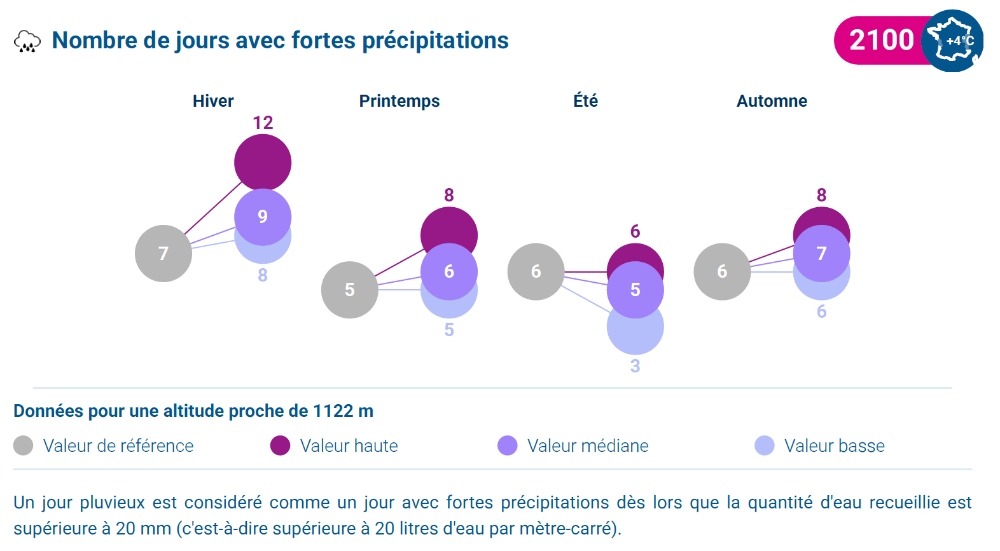 Nombre de jours avec fortes précipitations
2100
+4°C
Hiver
Printemps
Été
Automne
12
9
7
8
8
6
5
5
6
6
5
3
8
7
6
6
Données pour une altitude proche de 1122 m
Valeur de référence
Valeur haute
Valeur médiane
Valeur basse
Un jour pluvieux est considéré comme un jour avec fortes précipitations dès lors que la quantité d'eau recueillie est
supérieure à 20 mm (c'est-à-dire supérieure à 20 litres d'eau par mètre-carré).